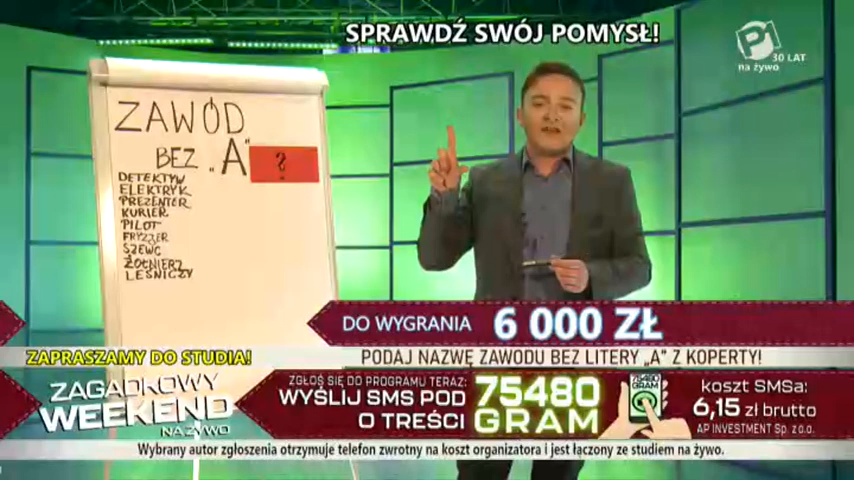 SPRAWDŹ SWÓJ POMYSŁ!
30 LAT
na żywo
ZAWÓD
BEZ „A"
?
DETEKTYW
ELEKTRYK
PREZENTER
KURIER
PILOT
FRYZJER
SZEWC
ŻOŁNIERZ
LEŚNICZY
DO WYGRANIA 6 000 ZŁ
ZAPRASZAMY DO STUDIA!
PODAJ NAZWĘ ZAWODU BEZ LITERY „A" Z KOPERTY!
ZAGADKOWY
WEEKEND
NA ŻYWO
ZGŁOŚ SIĘ DO PROGRAMU TERAZ:
WYŚLIJ SMS POD 75480
O TREŚCI GRAM
75480
GRAM
koszt SMSa:
6,15 zł brutto
AP INVESTMENT Sp. z o.o.
Wybrany autor zgłoszenia otrzymuje telefon zwrotny na koszt organizatora i jest łączony ze studiem na żywo.